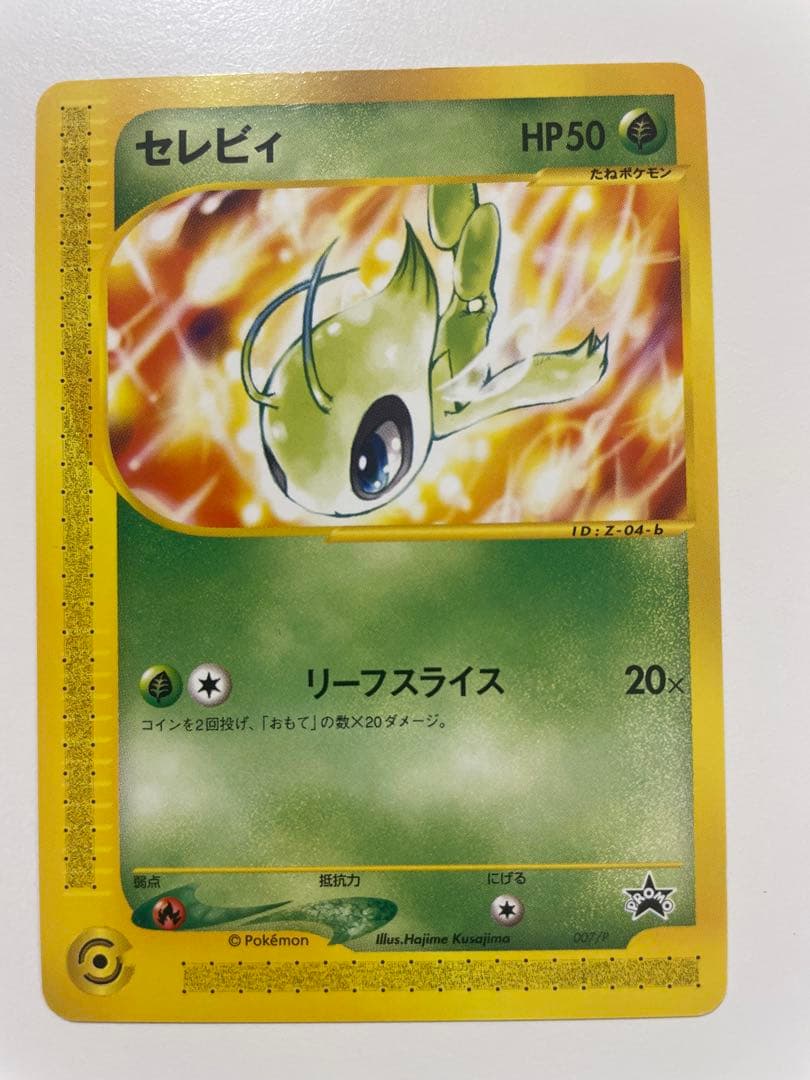 セレビィ
HP50
たねポケモン
ID:Z-04-b
リーフスライス 20×
コインを2回投げ、「おもて」の数×20ダメージ。
弱点 抵抗力 にげる
PROMO
©Pokémon Illus.Hajime Kusajima 007/P